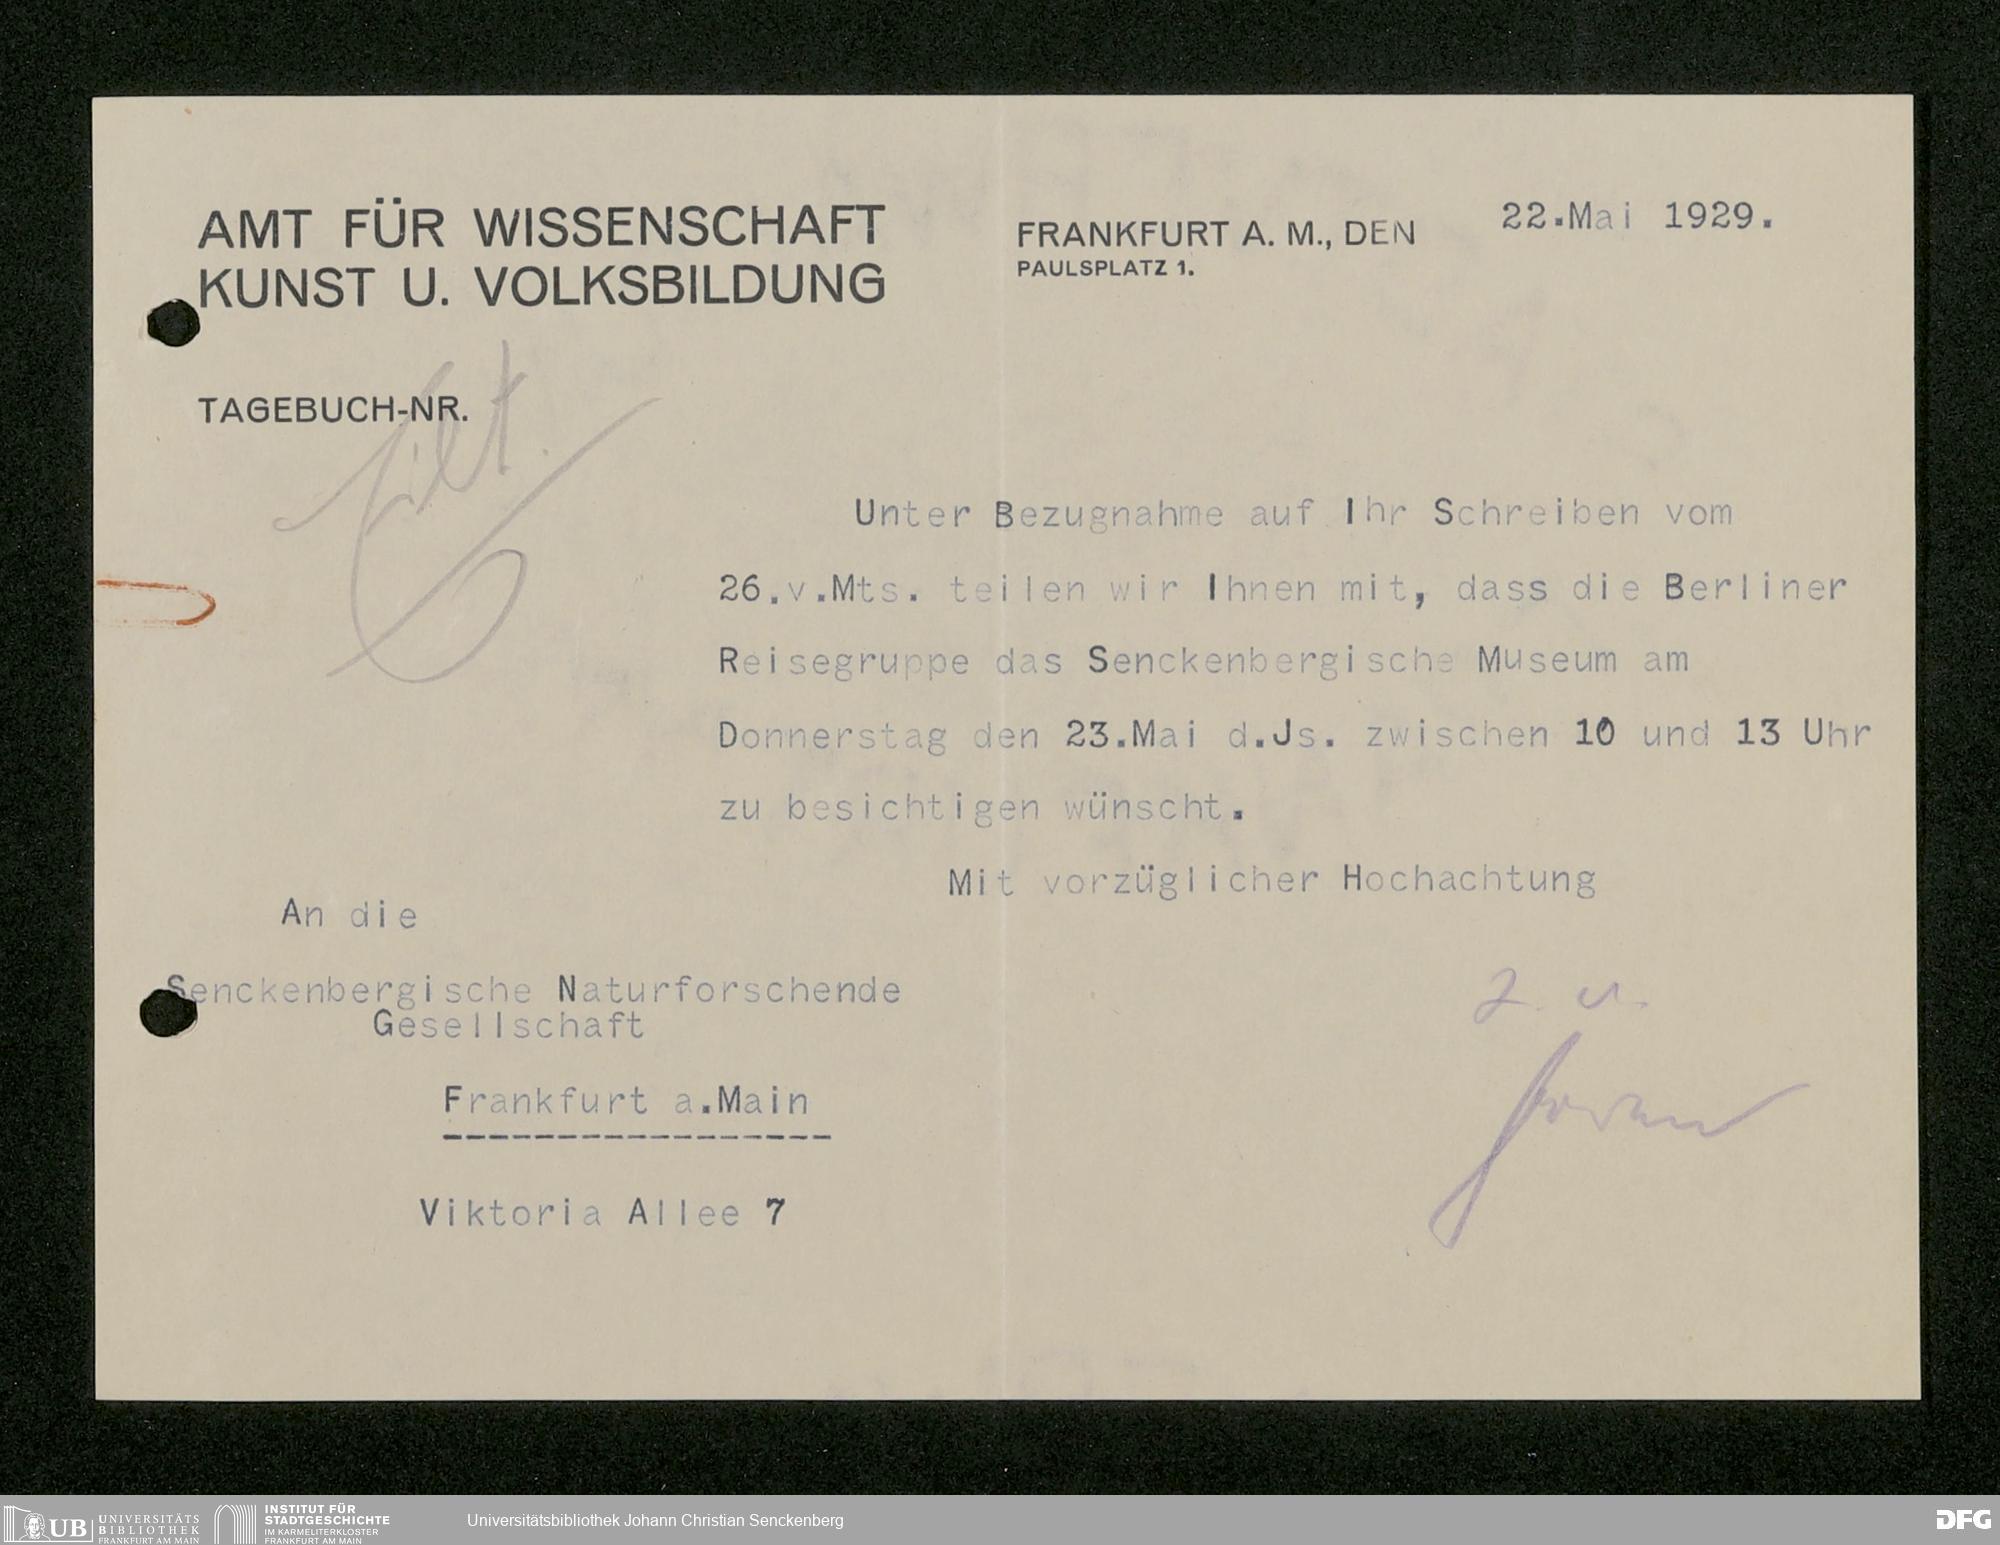 AMT FÜR WISSENSCHAFT
KUNST U. VOLKSBILDUNG
FRANKFURT A. M., DEN 22.Mai 1929.
PAULSPLATZ 1.
TAGEBUCH-NR.
Eilt.
Unter Bezugnahme auf Ihr Schreiben vom
26.v.Mts. teilen wir Ihnen mit, dass die Berliner
Reisegruppe das Senckenbergische Museum am
Donnerstag den 23.Mai d.Js. zwischen 10 und 13 Uhr
zu besichtigen wünscht.
Mit vorzüglicher Hochachtung
An die
Senckenbergische Naturforschende
Gesellschaft
Frankfurt a.Main
Viktoria Allee 7
UB
UNIVERSITÄTS
BIBLIOTHEK
FRANKFURT AM MAIN
INSTITUT FÜR
STADTGESCHICHTE
IM KARMELITERKLOSTER
FRANKFURT AM MAIN
Universitätsbibliothek Johann Christian Senckenberg
DFG